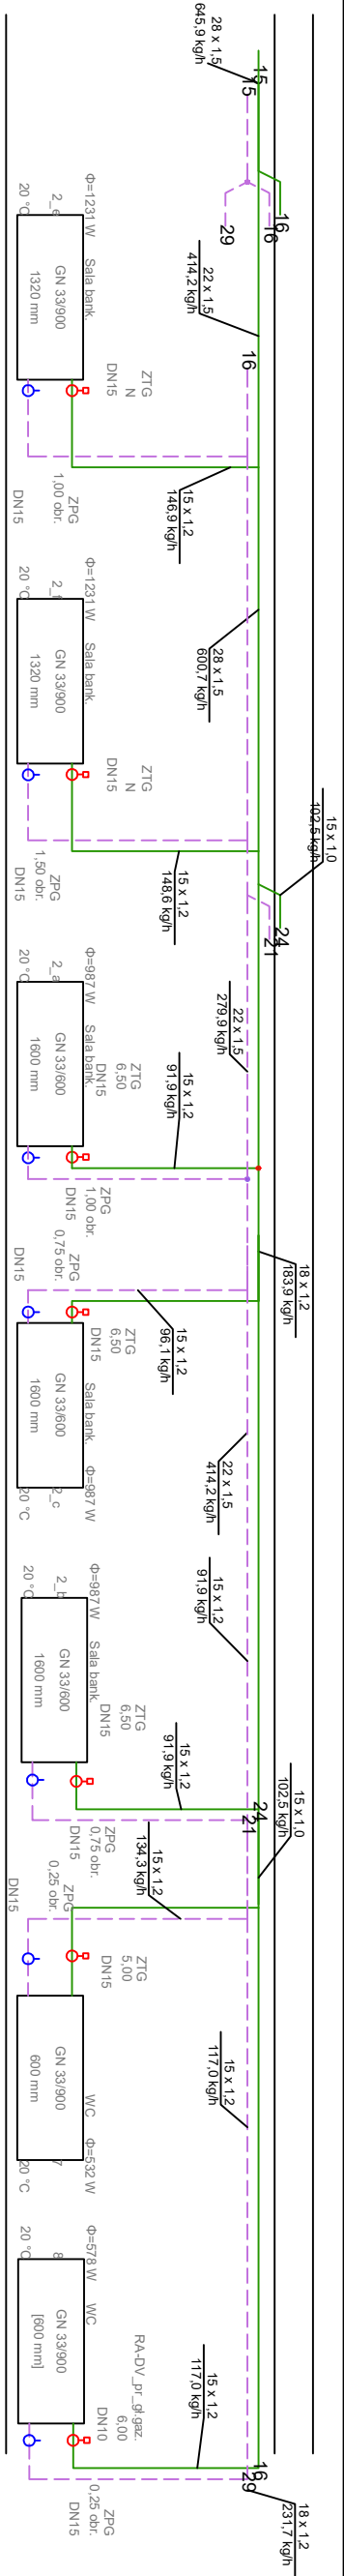 28 x 1,5
645,9 kg/h
15
15
16
16
29
22 x 1,5
414,2 kg/h
16
Φ=1231 W
Sala bank.
2_e
GN 33/900
20 °C
1320 mm
ZTG
N
DN15
ZPG
1,00 obr.
DN15
15 x 1,2
146,9 kg/h
Φ=1231 W
Sala bank.
2_f
GN 33/900
20 °C
1320 mm
28 x 1,5
600,7 kg/h
ZTG
N
DN15
ZPG
1,50 obr.
DN15
15 x 1,2
148,6 kg/h
15 x 1,0
102,5 kg/h
24
21
Φ=987 W
Sala bank.
2_a
GN 33/600
20 °C
1600 mm
ZTG
6,50
DN15
22 x 1,5
279,9 kg/h
15 x 1,2
91,9 kg/h
ZPG
1,00 obr.
DN15
ZPG
0,75 obr.
DN15
18 x 1,2
183,9 kg/h
ZTG
6,50
DN15
15 x 1,2
96,1 kg/h
Sala bank.
Φ=987 W
GN 33/600
2_c
1600 mm
20 °C
22 x 1,5
414,2 kg/h
15 x 1,2
91,9 kg/h
Φ=987 W
Sala bank.
2_b
GN 33/600
20 °C
1600 mm
ZTG
6,50
DN15
15 x 1,2
91,9 kg/h
24
21
15 x 1,0
102,5 kg/h
ZPG
0,75 obr.
DN15
15 x 1,2
134,3 kg/h
ZPG
0,25 obr.
DN15
ZTG
5,00
DN15
WC
Φ=532 W
GN 33/900
7
600 mm
20 °C
15 x 1,2
117,0 kg/h
Φ=578 W
WC
8
GN 33/900
20 °C
[600 mm]
RA-DV_pr_gł.gaz.
6,00
DN10
15 x 1,2
117,0 kg/h
ZPG
0,25 obr.
DN15
16
29
18 x 1,2
231,7 kg/h